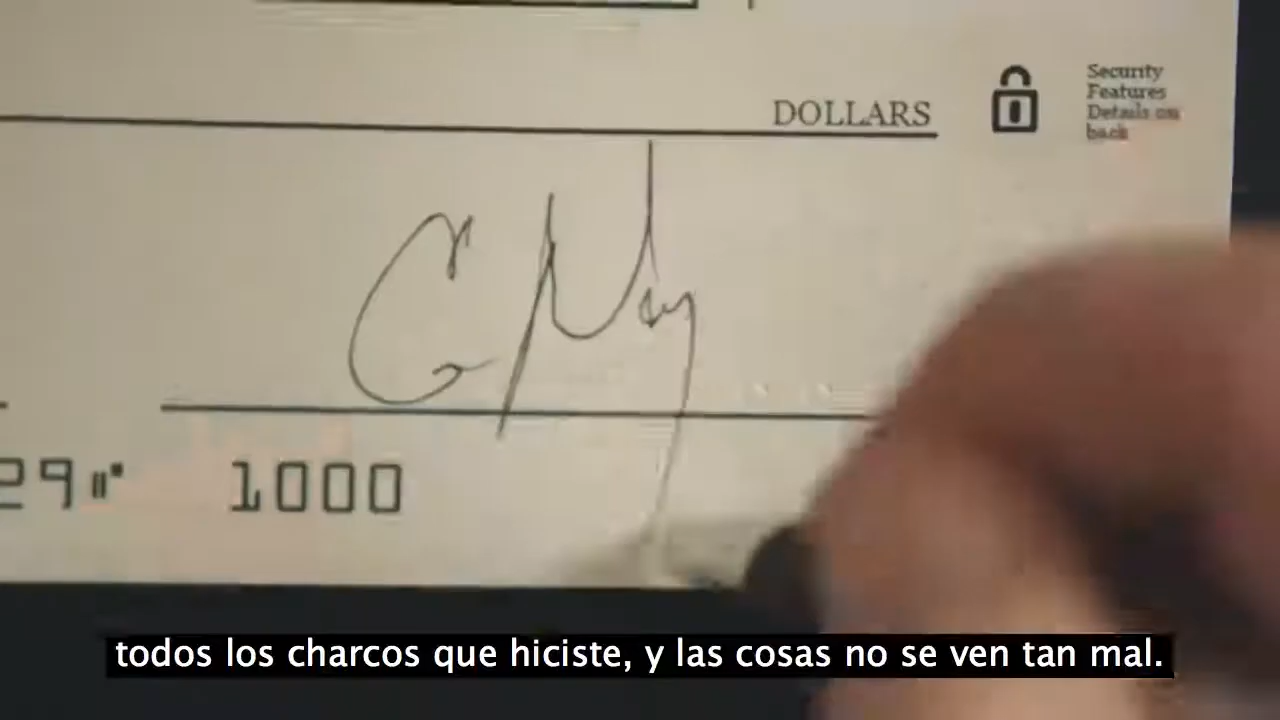 DOLLARS
Security
Features
Details on
back
29⑈ 1000
todos los charcos que hiciste, y las cosas no se ven tan mal.